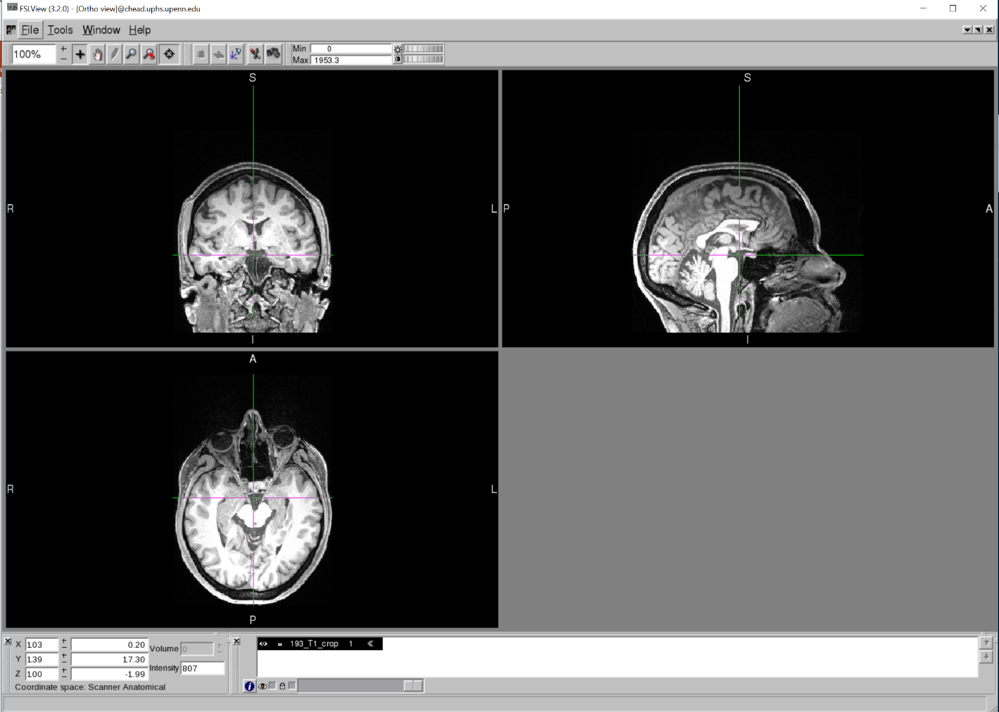 FSLView (3.2.0) - [Ortho view]@chead.uphs.upenn.edu
File Tools Window Help
100% + - Min 0
Max 1953.3
S
S
R
L
P
A
I
I
A
R
L
P
X 103 0.20 Volume 0
Y 139 17.30
Z 100 -1.99 Intensity 807
Coordinate space: Scanner Anatomical
193_T1_crop 1